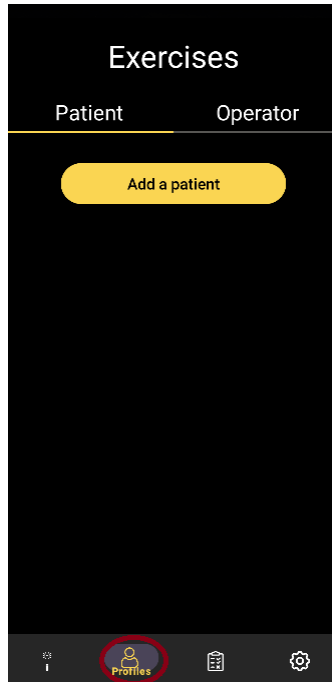 Exercises
Patient Operator
Add a patient
Profiles